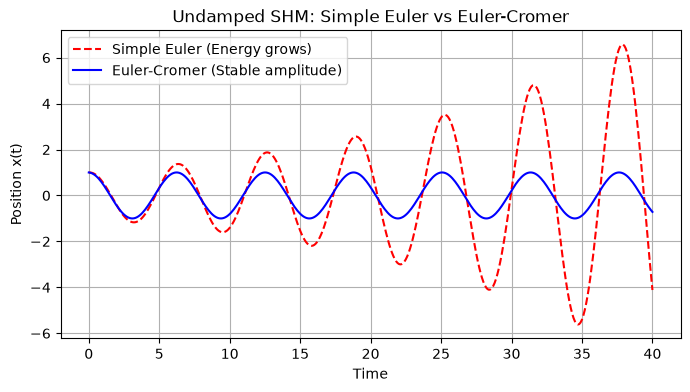 Undamped SHM: Simple Euler vs Euler-Cromer
Simple Euler (Energy grows)
Euler-Cromer (Stable amplitude)
Position x(t)
6
4
2
0
−2
−4
−6
0 5 10 15 20 25 30 35 40
Time